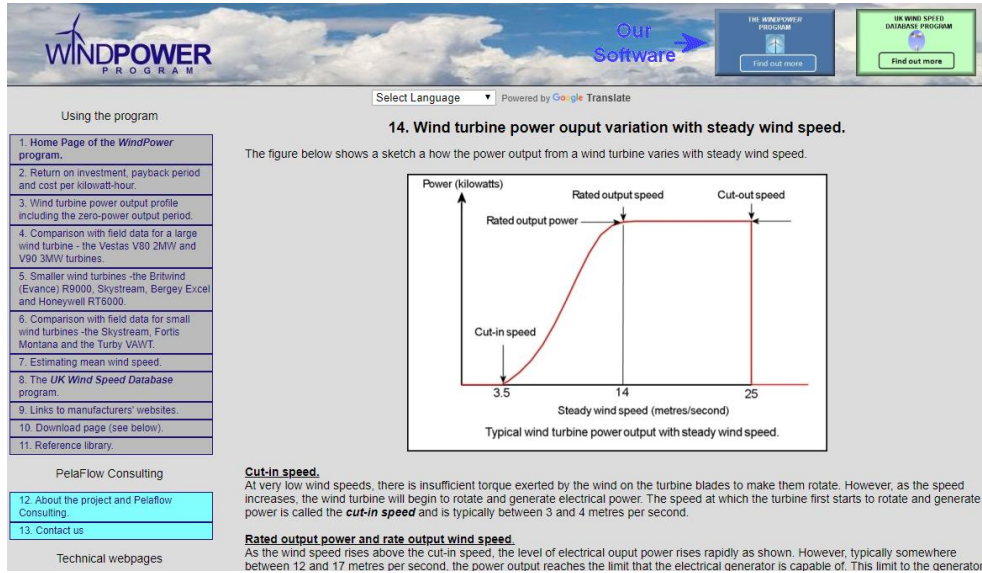 WINDPOWER
PROGRAM
Our
Software
THE WINDPOWER
PROGRAM
Find out more
UK WIND SPEED
DATABASE PROGRAM
Find out more
Select Language
Powered by Google Translate
Using the program
1. Home Page of the WindPower
program.
2. Return on investment, payback period
and cost per kilowatt-hour.
3. Wind turbine power output profile
including the zero-power output period.
4. Comparison with field data for a large
wind turbine - the Vestas V80 2MW and
V90 3MW turbines.
5. Smaller wind turbines -the Britwind
(Evance) R9000, Skystream, Bergey Excel
and Honeywell RT6000.
6. Comparison with field data for small
wind turbines -the Skystream, Fortis
Montana and the Turby VAWT.
7. Estimating mean wind speed.
8. The UK Wind Speed Database
program.
9. Links to manufacturers' websites.
10. Download page (see below).
11. Reference library.
PelaFlow Consulting
12. About the project and Pelaflow
Consulting.
13. Contact us
Technical webpages
14. Wind turbine power ouput variation with steady wind speed.
The figure below shows a sketch a how the power output from a wind turbine varies with steady wind speed.
Power (kilowatts)
Rated output speed
Cut-out speed
Rated output power
Cut-in speed
3.5
14
25
Steady wind speed (metres/second)
Typical wind turbine power output with steady wind speed.
Cut-in speed.
At very low wind speeds, there is insufficient torque exerted by the wind on the turbine blades to make them rotate. However, as the speed
increases, the wind turbine will begin to rotate and generate electrical power. The speed at which the turbine first starts to rotate and generate
power is called the cut-in speed and is typically between 3 and 4 metres per second.
Rated output power and rate output wind speed.
As the wind speed rises above the cut-in speed, the level of electrical ouput power rises rapidly as shown. However, typically somewhere
between 12 and 17 metres per second, the power output reaches the limit that the electrical generator is capable of. This limit to the generator